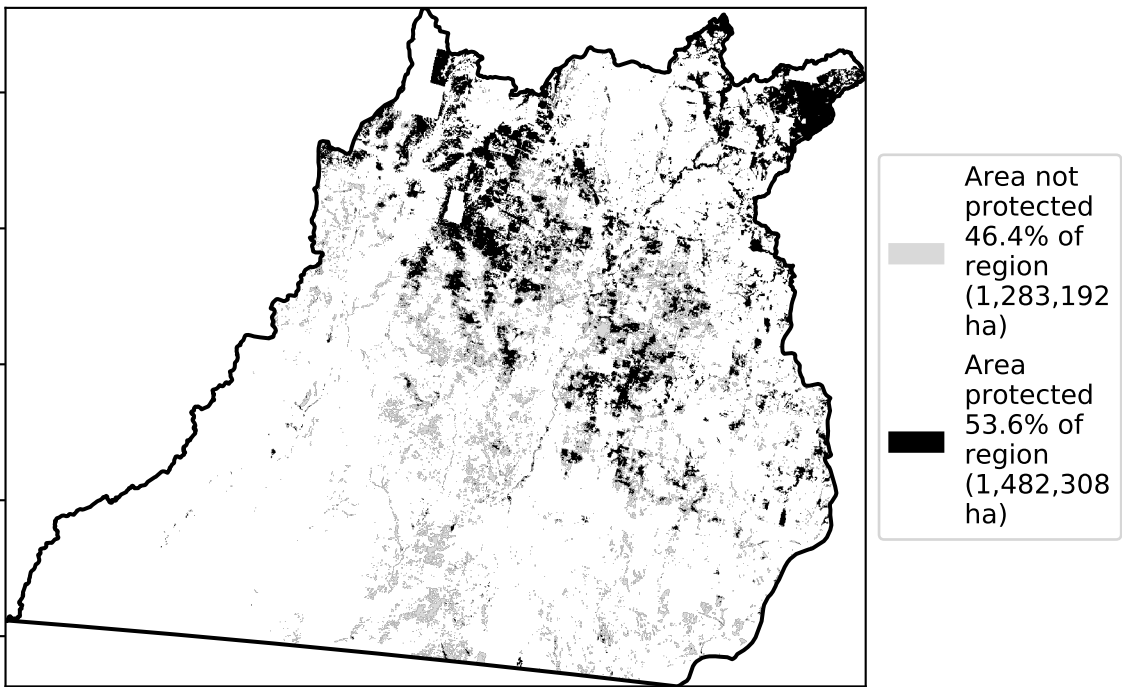 Area not
protected
46.4% of
region
(1,283,192
ha)
Area
protected
53.6% of
region
(1,482,308
ha)